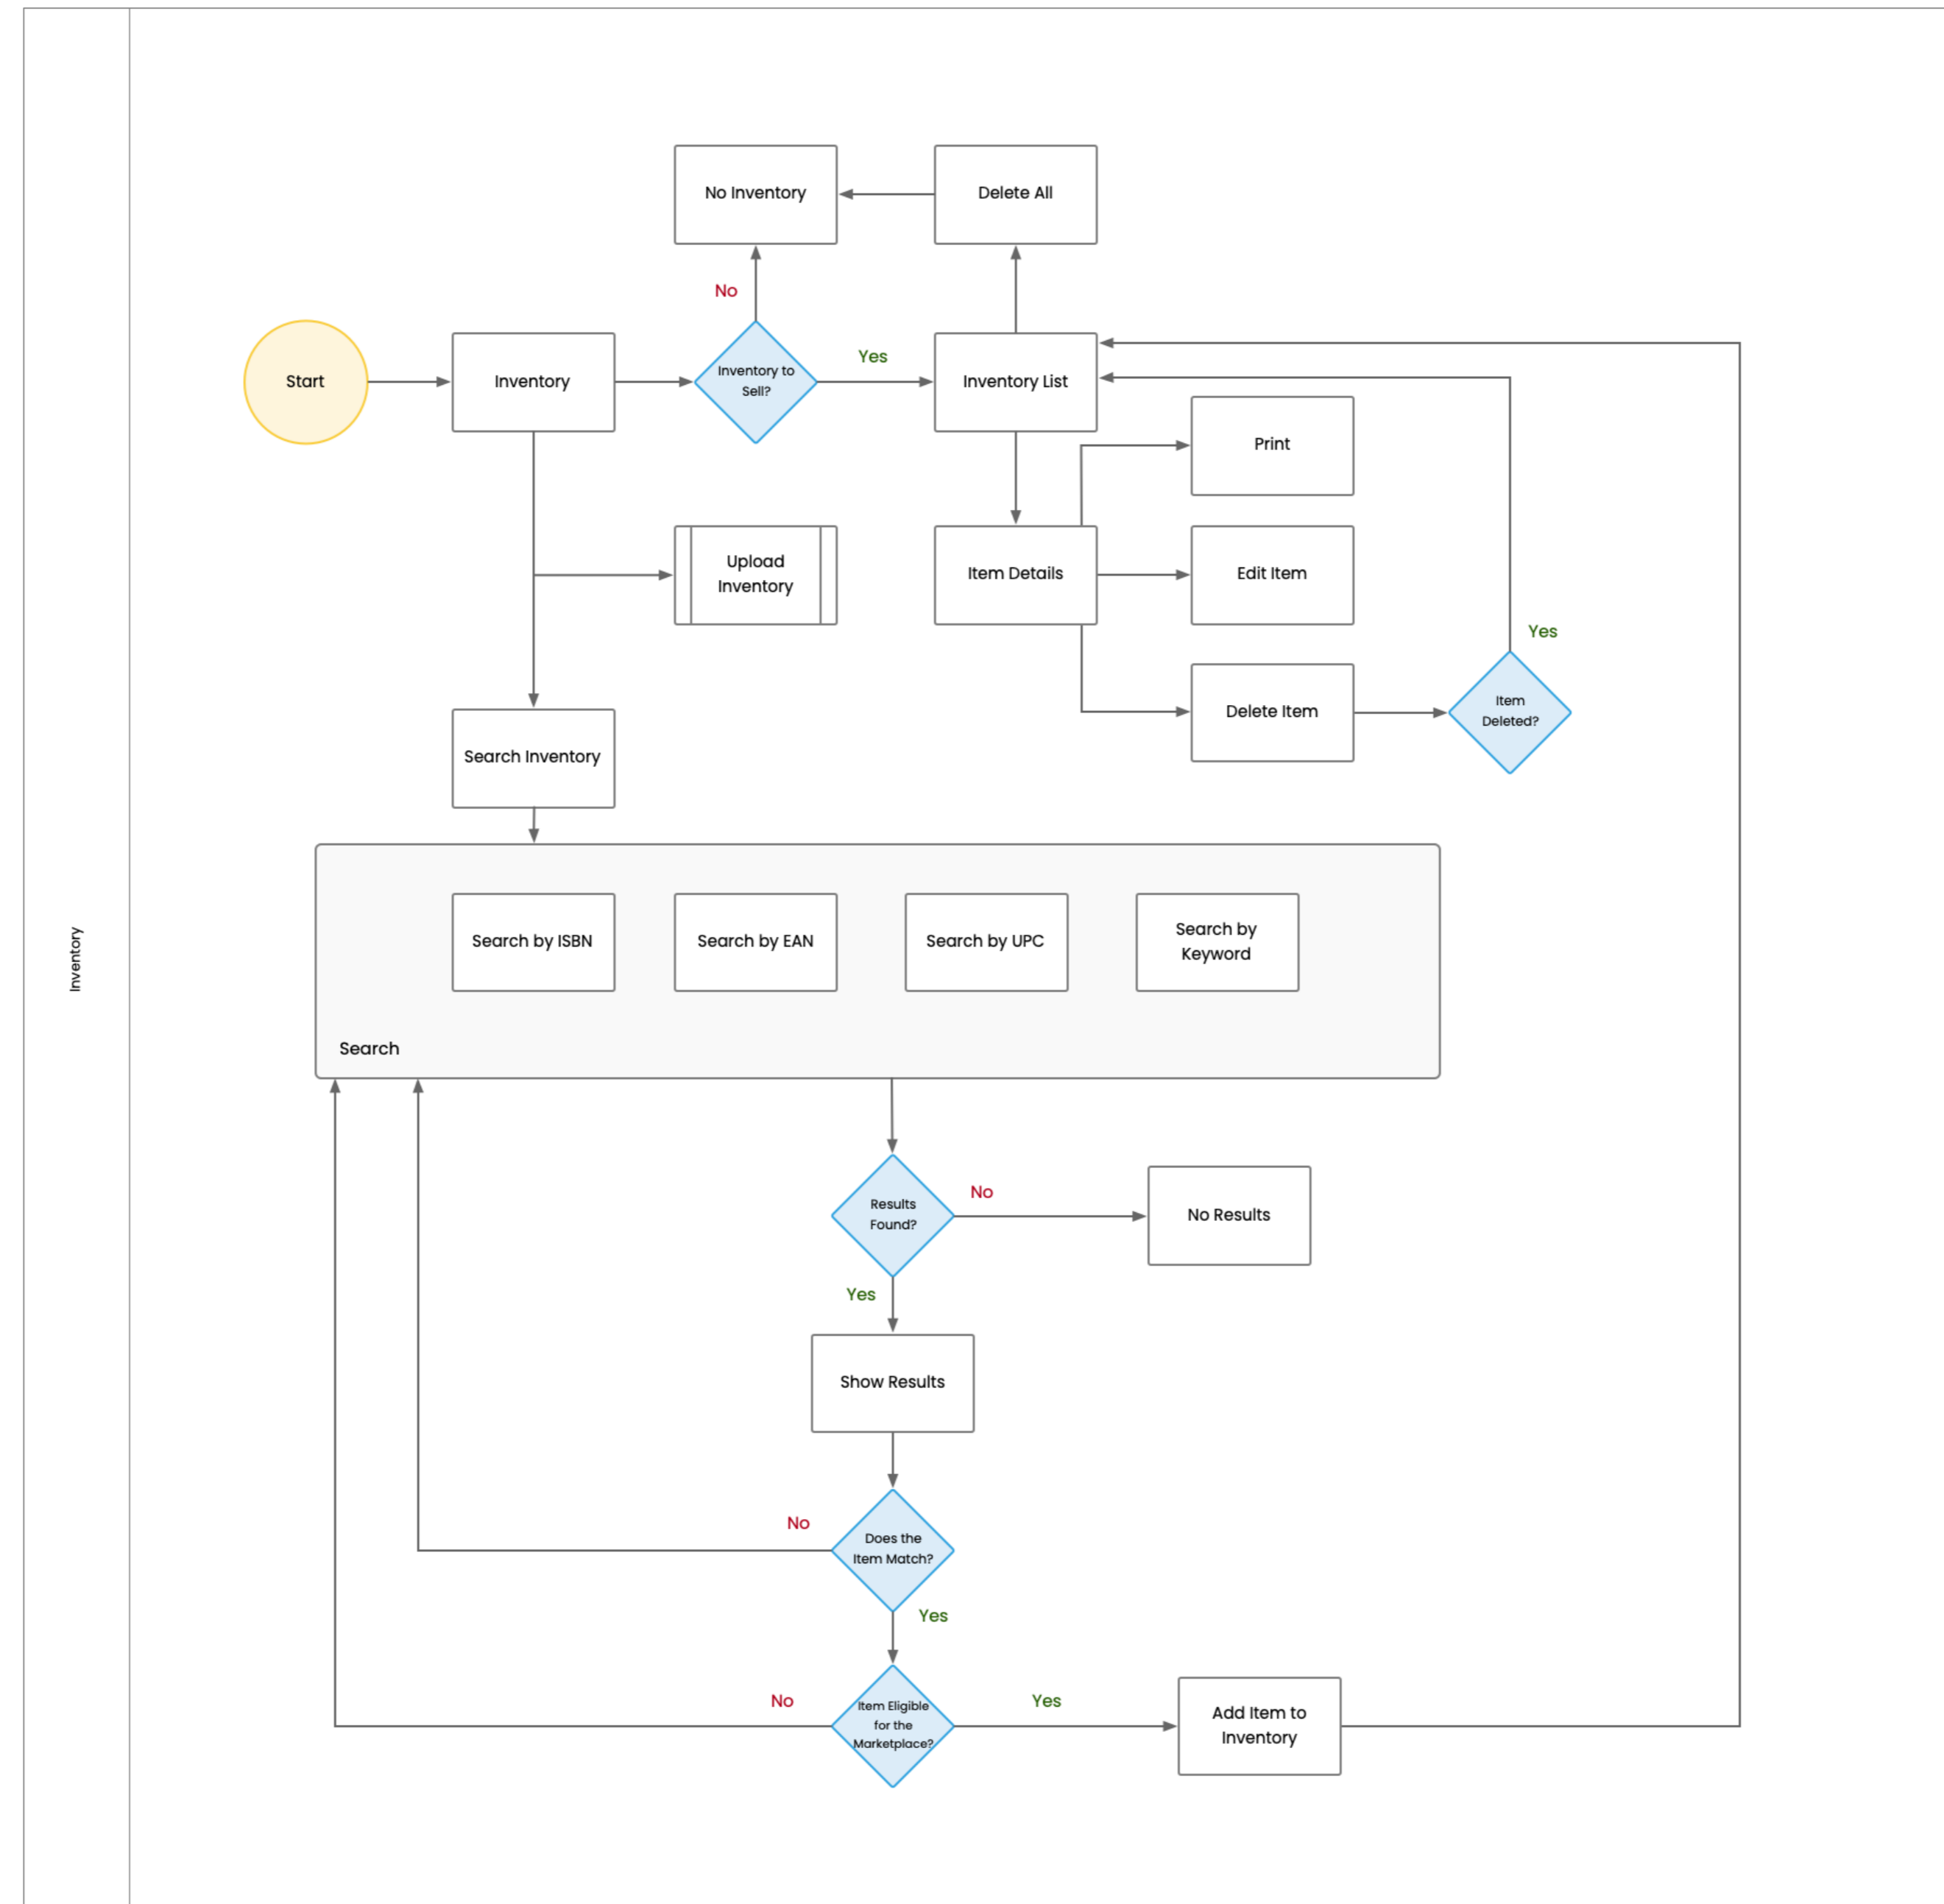 No Inventory
Delete All
No
Start
Inventory
Inventory to
Sell?
Yes
Inventory List
Print
Upload
Inventory
Item Details
Edit Item
Yes
Item
Deleted?
Delete Item
Search Inventory
Inventory
Search by ISBN
Search by EAN
Search by UPC
Search by
Keyword
Search
Results
Found?
No
No Results
Yes
Show Results
No
Does the
Item Match?
Yes
No
Item Eligible
for the
Marketplace?
Yes
Add Item to
Inventory